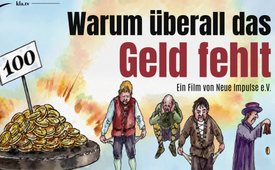 kla.tv
Warum überall das
Geld fehlt
Ein Film von Neue Impulse e.V.
100